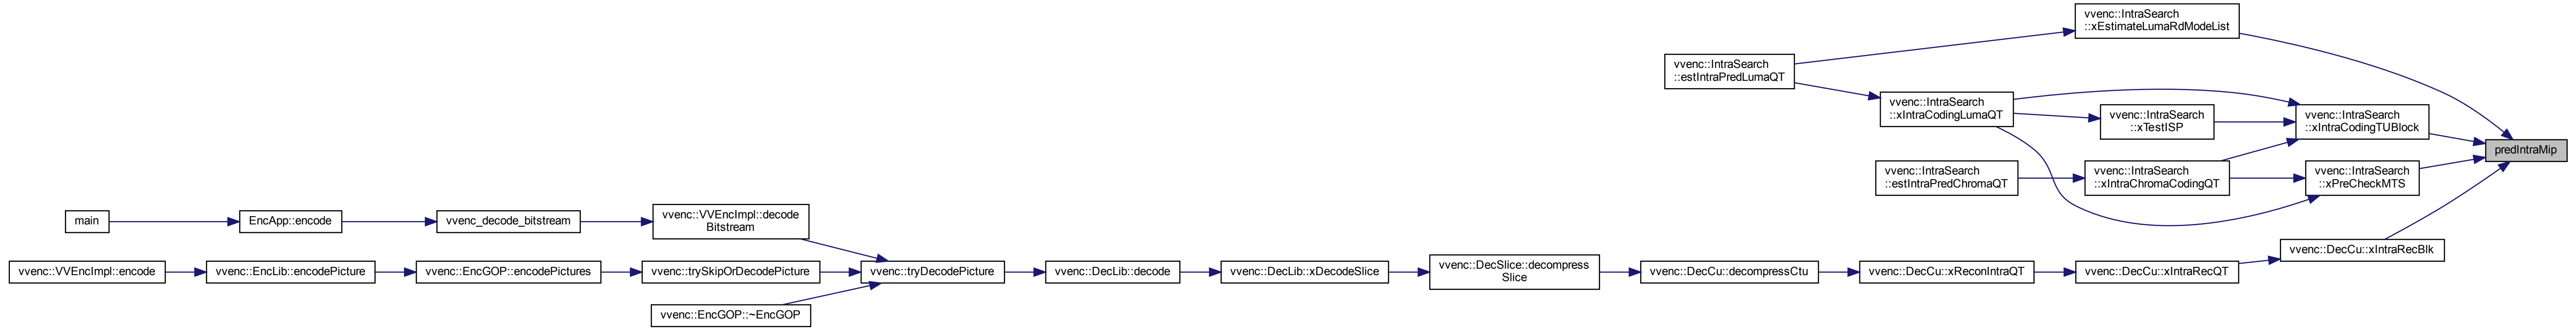 vvenc::IntraSearch
::xEstimateLumaRdModeList
vvenc::IntraSearch
::estIntraPredLumaQT
vvenc::IntraSearch
::xIntraCodingLumaQT
vvenc::IntraSearch
::xTestISP
vvenc::IntraSearch
::xIntraCodingTUBlock
predIntraMip
vvenc::IntraSearch
::estIntraPredChromaQT
vvenc::IntraSearch
::xIntraChromaCodingQT
vvenc::IntraSearch
::xPreCheckMTS
main
EncApp::encode
vvenc_decode_bitstream
vvenc::VVEncImpl::decode
Bitstream
vvenc::DecCu::xIntraRecBlk
vvenc::VVEncImpl::encode
vvenc::EncLib::encodePicture
vvenc::EncGOP::encodePictures
vvenc::trySkipOrDecodePicture
vvenc::tryDecodePicture
vvenc::DecLib::decode
vvenc::DecLib::xDecodeSlice
vvenc::DecSlice::decompress
Slice
vvenc::DecCu::decompressCtu
vvenc::DecCu::xReconIntraQT
vvenc::DecCu::xIntraRecQT
vvenc::EncGOP::~EncGOP